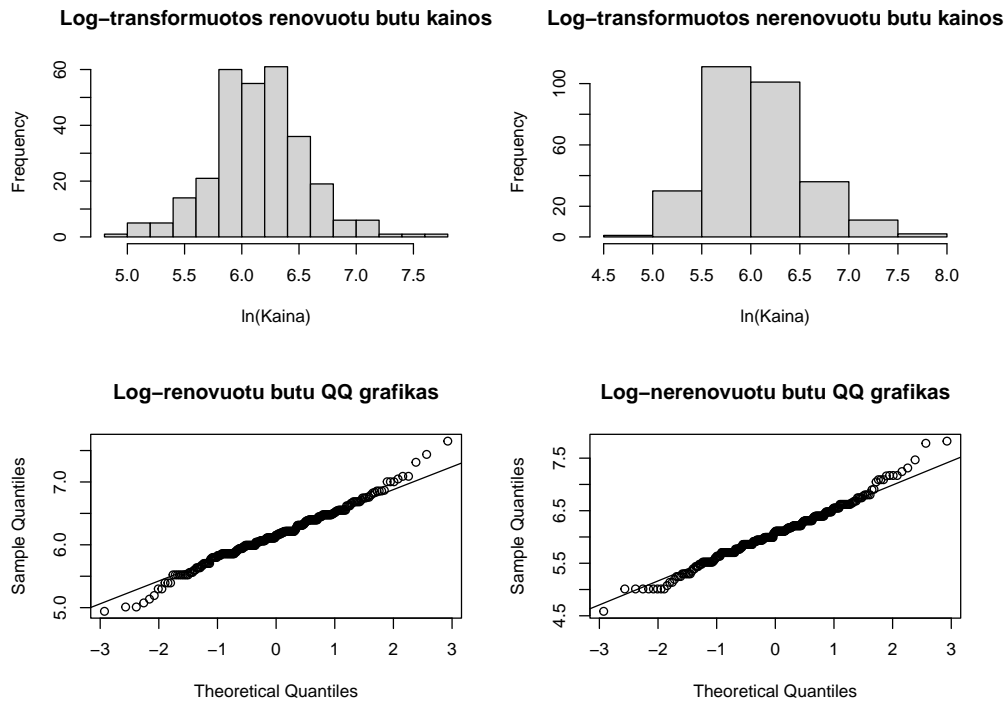 Log−transformuotos renovuotu butu kainos
Frequency
0 20 40 60
5.0 5.5 6.0 6.5 7.0 7.5
ln(Kaina)
Log−transformuotos nerenovuotu butu kainos
Frequency
0 20 60 100
4.5 5.0 5.5 6.0 6.5 7.0 7.5 8.0
ln(Kaina)
Log−renovuotu butu QQ grafikas
Sample Quantiles
5.0 6.0 7.0
−3 −2 −1 0 1 2 3
Theoretical Quantiles
Log−nerenovuotu butu QQ grafikas
Sample Quantiles
4.5 5.5 6.5 7.5
−3 −2 −1 0 1 2 3
Theoretical Quantiles